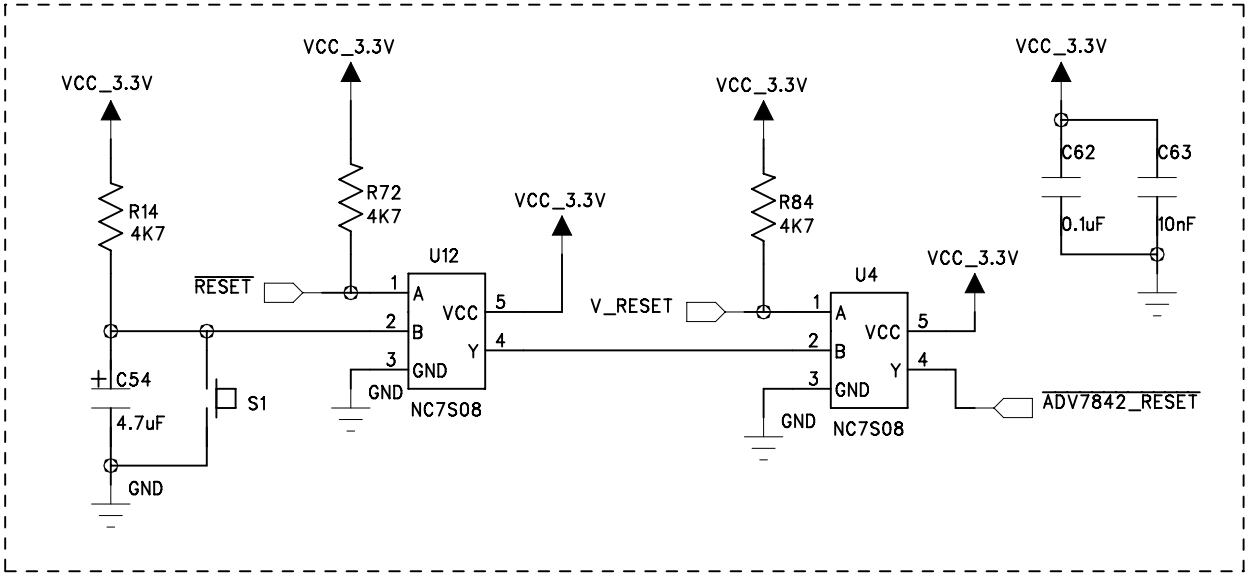 VCC_3.3V
R14
4K7
+ C54
4.7uF
S1
GND
VCC_3.3V
R72
4K7
RESET
U12
1 A
2 B
3 GND
VCC 5
Y 4
GND
NC7S08
VCC_3.3V
VCC_3.3V
R84
4K7
V_RESET
U4
1 A
2 B
3 GND
VCC 5
Y 4
GND
NC7S08
VCC_3.3V
ADV7842_RESET
VCC_3.3V
C62
0.1uF
C63
10nF